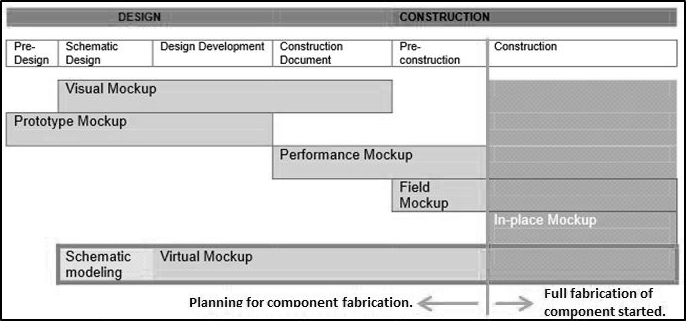 DESIGN CONSTRUCTION
Pre-
Design
Schematic
Design
Design Development
Construction
Document
Pre-
construction
Construction
Visual Mockup
Prototype Mockup
Performance Mockup
Field
Mockup
In-place Mockup
Schematic
modeling
Virtual Mockup
Planning for component fabrication.
Full fabrication of
component started.